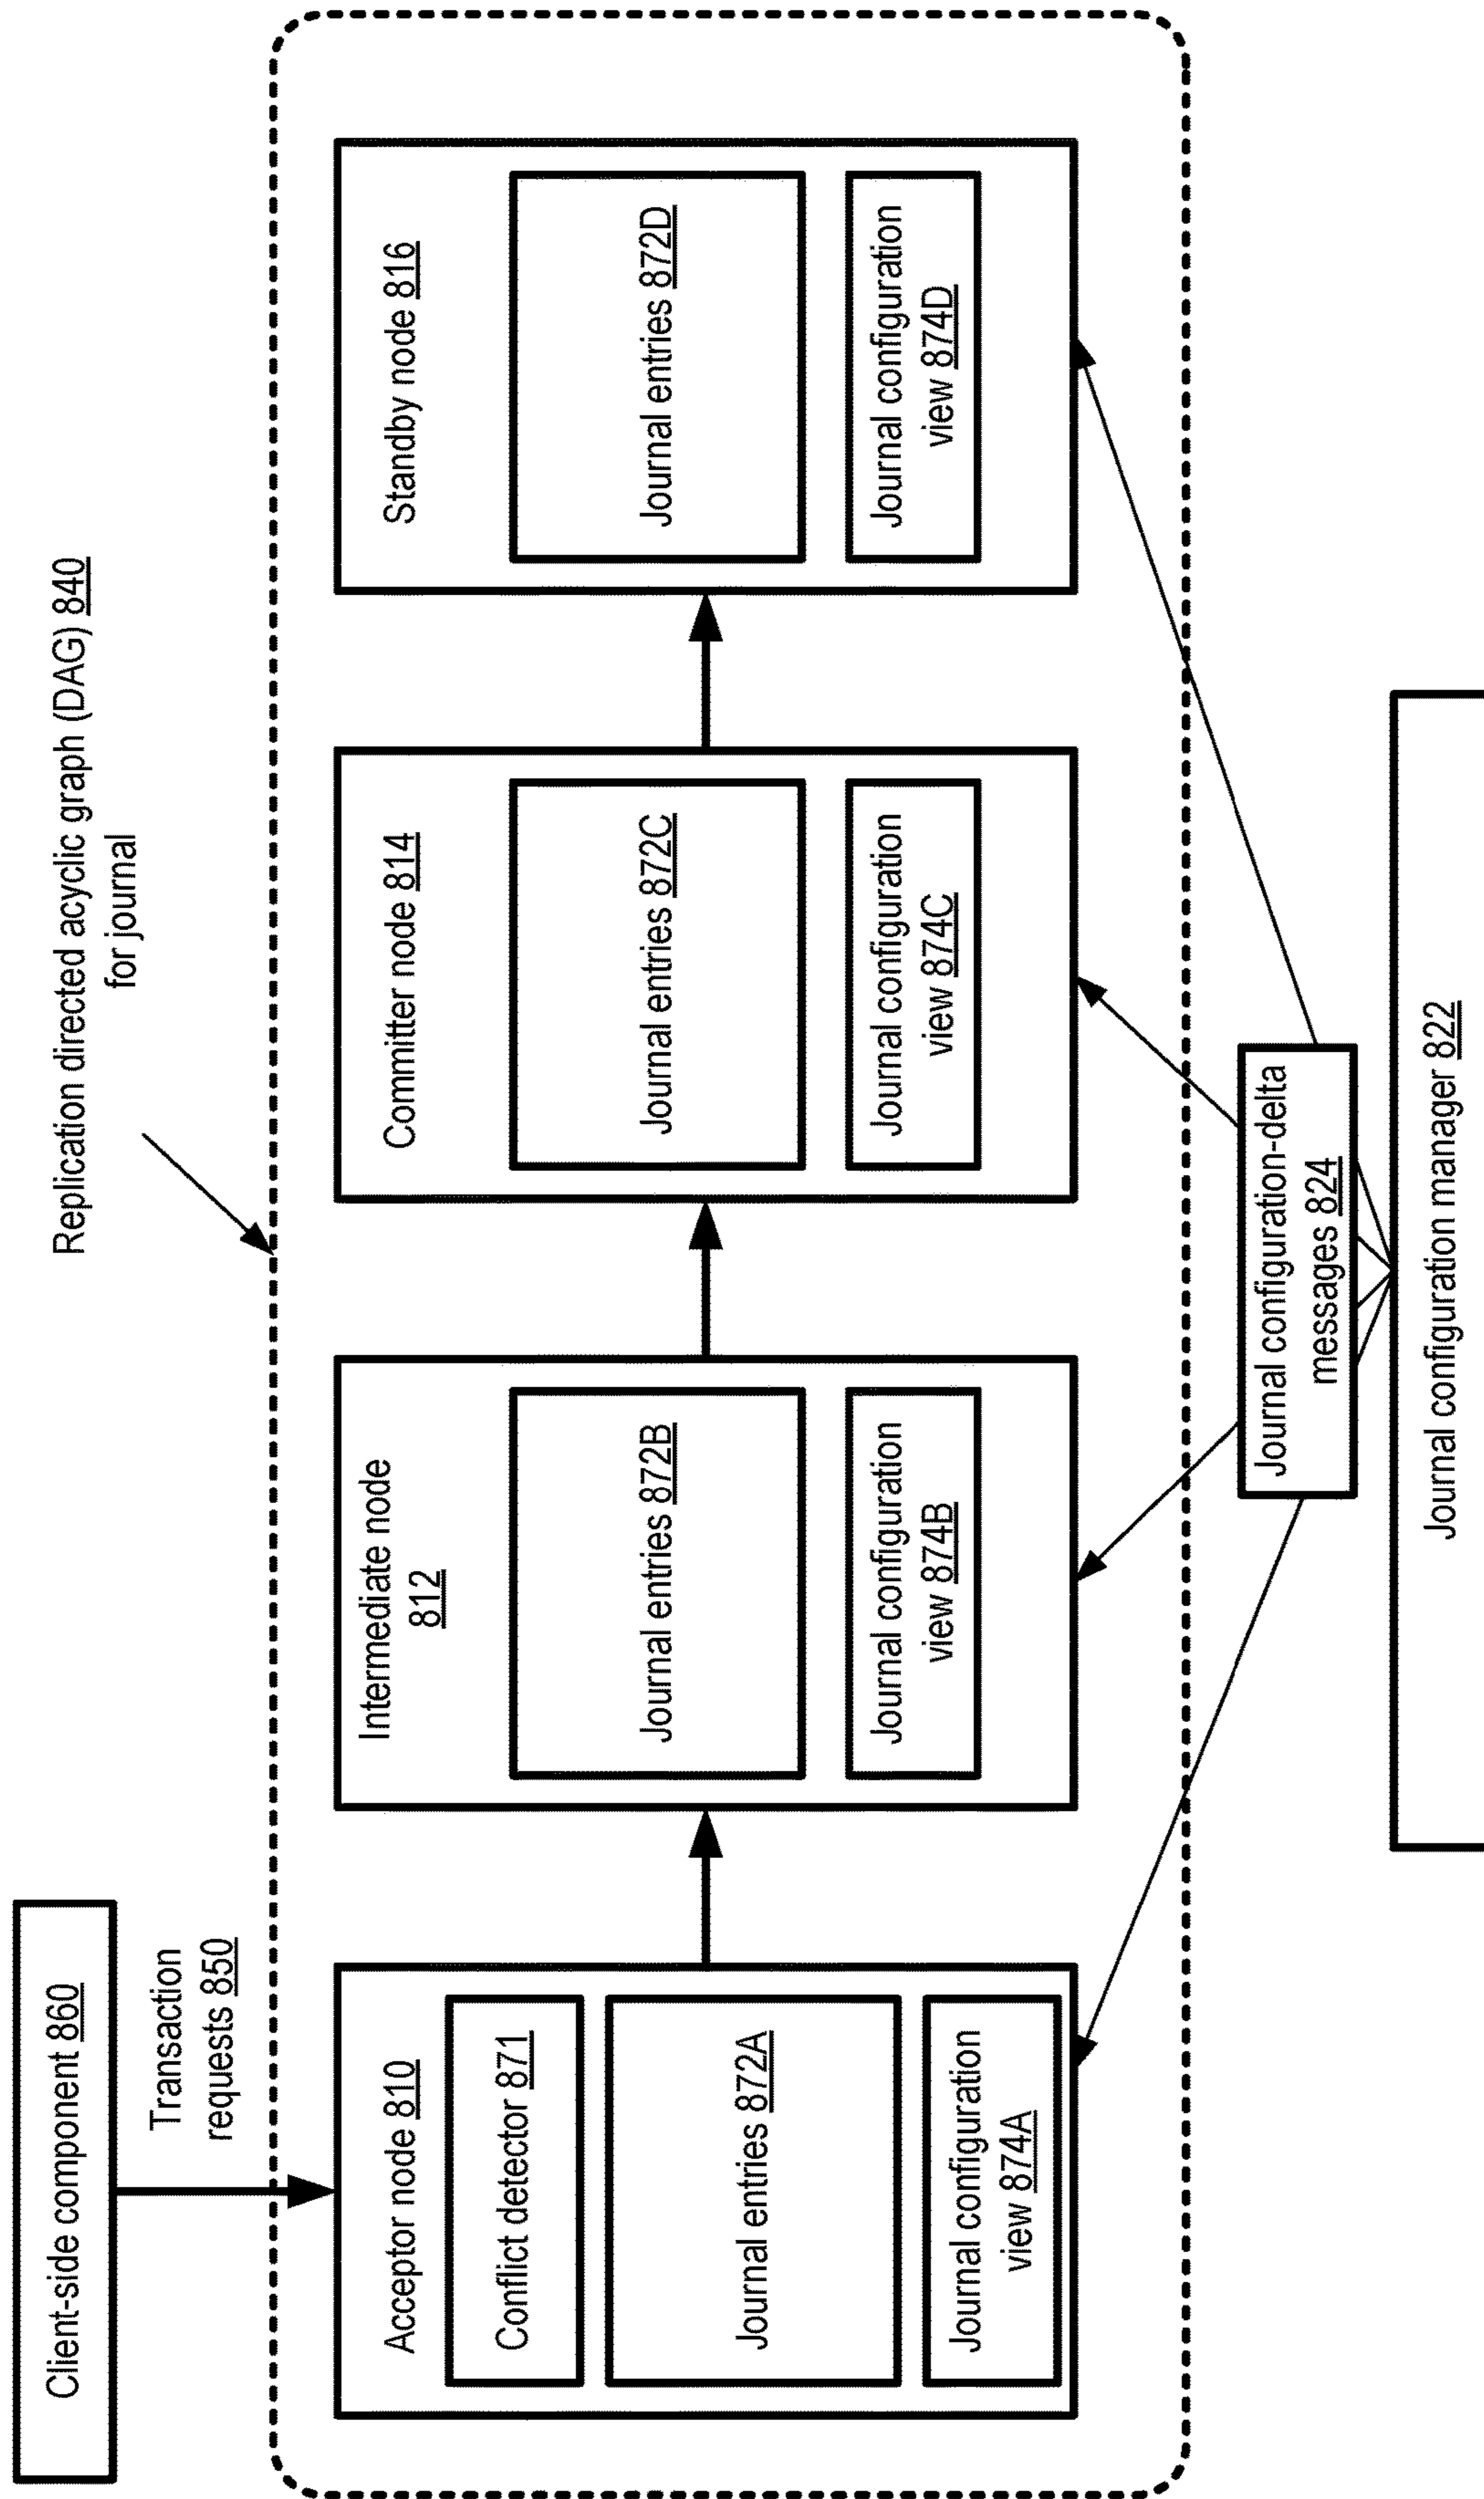 Replication directed acyclic graph (DAG) 840
for journal
Client-side component 860
Transaction
requests 850
Acceptor node 810
Conflict detector 871
Journal entries 872A
Journal configuration
view 874A
Intermediate node
812
Journal entries 872B
Journal configuration
view 874B
Committer node 814
Journal entries 872C
Journal configuration
view 874C
Standby node 816
Journal entries 872D
Journal configuration
view 874D
Journal configuration-delta
messages 824
Journal configuration manager 822